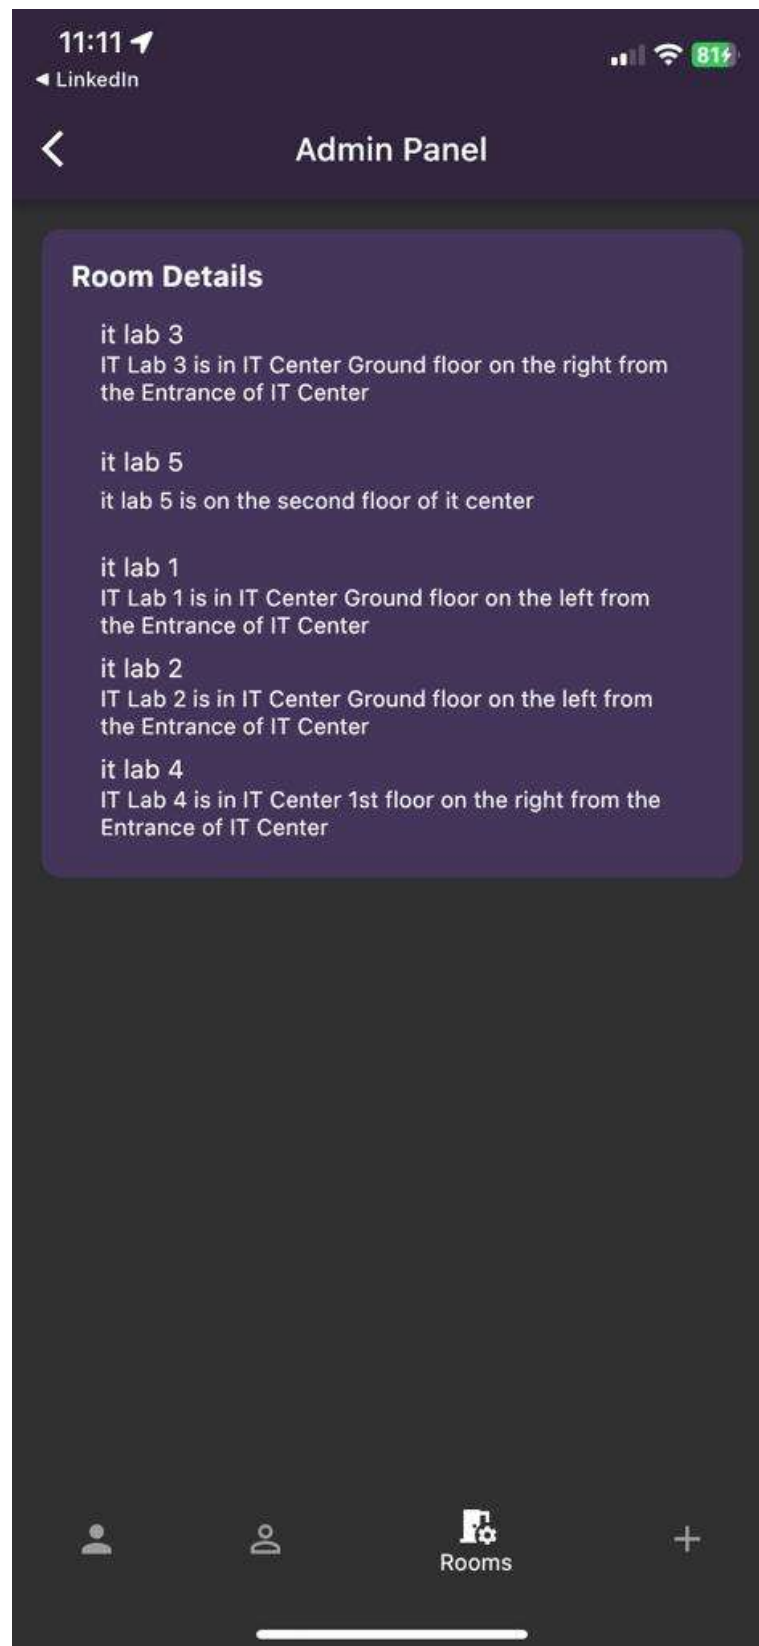 11:11
◀ LinkedIn
81
Admin Panel
Room Details
it lab 3
IT Lab 3 is in IT Center Ground floor on the right from
the Entrance of IT Center
it lab 5
it lab 5 is on the second floor of it center
it lab 1
IT Lab 1 is in IT Center Ground floor on the left from
the Entrance of IT Center
it lab 2
IT Lab 2 is in IT Center Ground floor on the left from
the Entrance of IT Center
it lab 4
IT Lab 4 is in IT Center 1st floor on the right from the
Entrance of IT Center
Rooms